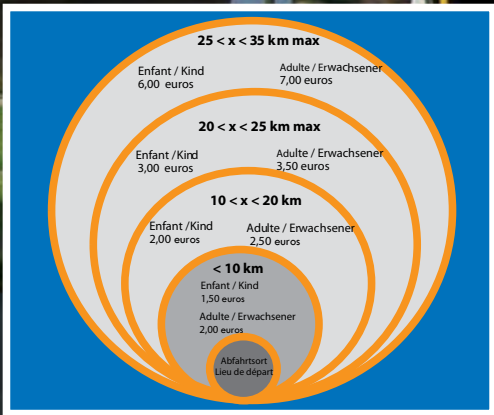 25 < x < 35 km max
Enfant / Kind
6,00 euros
Adulte / Erwachsener
7,00 euros
20 < x < 25 km max
Enfant /Kind
3,00 euros
Adulte / Erwachsener
3,50 euros
10 < x < 20 km
Enfant /Kind
2,00 euros
Adulte / Erwachsener
2,50 euros
< 10 km
Enfant / Kind
1,50 euros
Adulte / Erwachsener
2,00 euros
Abfahrtsort
Lieu de départ